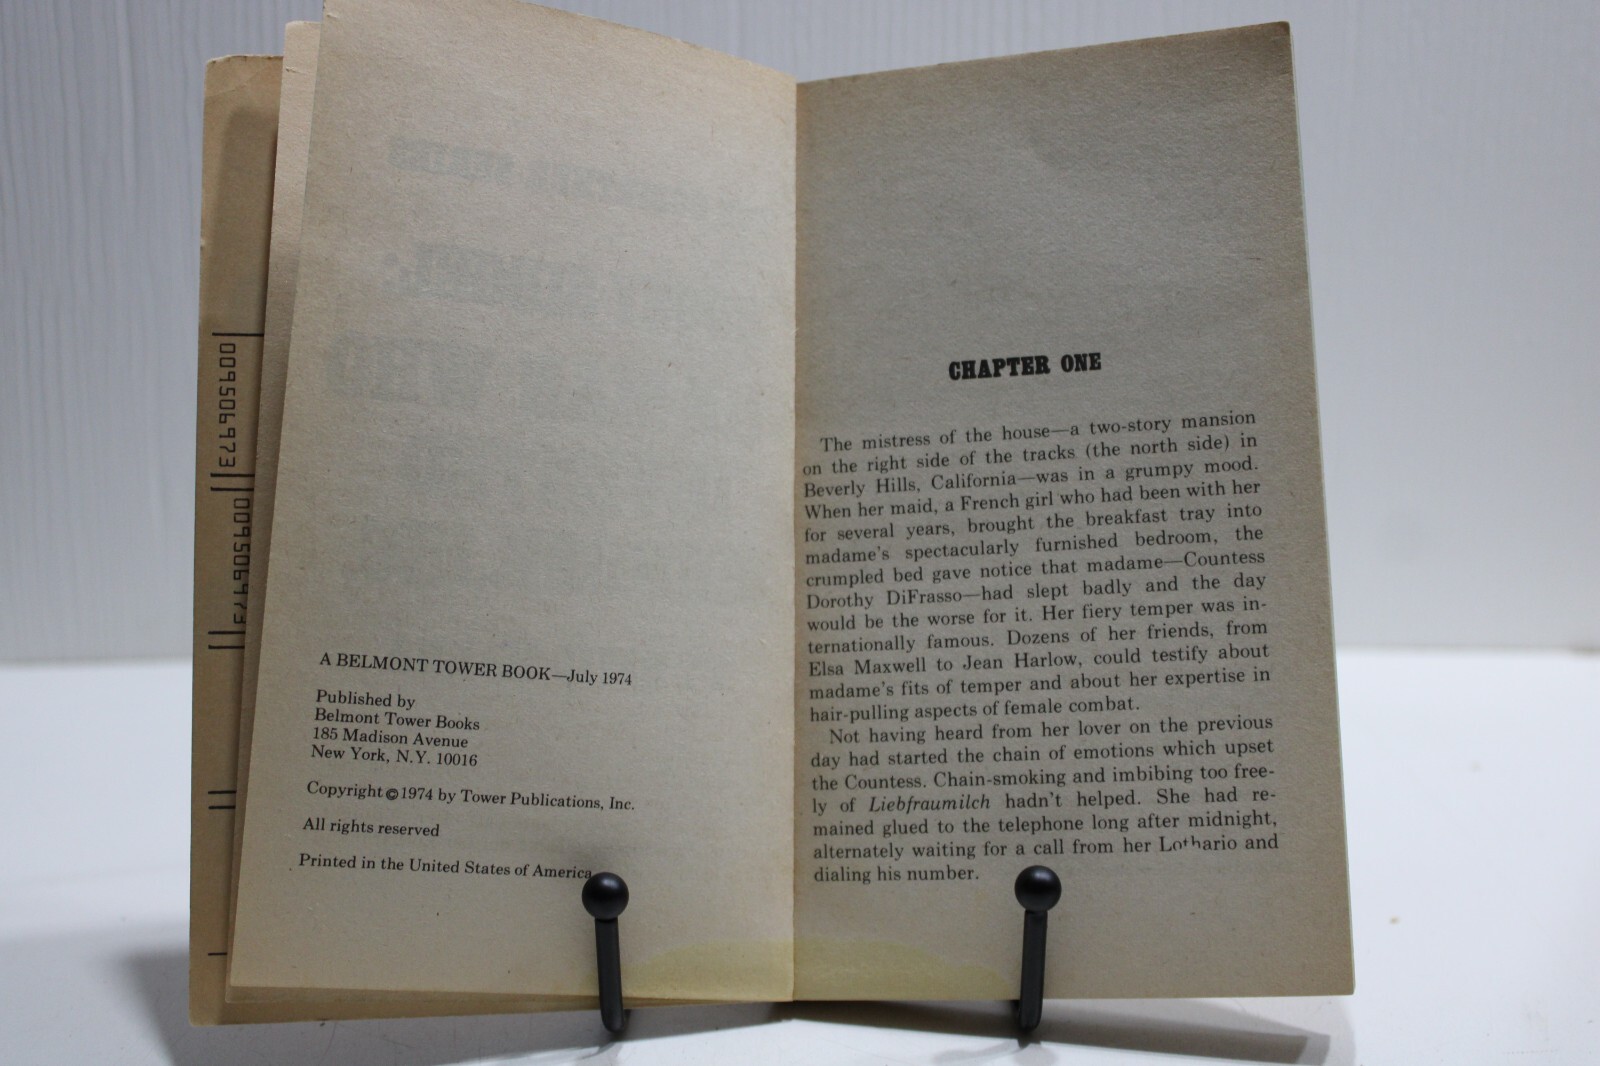 3769095600
3769095600
A BELMONT TOWER BOOK—July 1974
Published by
Belmont Tower Books
185 Madison Avenue
New York, N.Y. 10016
Copyright © 1974 by Tower Publications, Inc.
All rights reserved
Printed in the United States of America
CHAPTER ONE
The mistress of the house—a two-story mansion
on the right side of the tracks (the north side) in
Beverly Hills, California—was in a grumpy mood.
When her maid, a French girl who had been with her
for several years, brought the breakfast tray into
madame's spectacularly furnished bedroom, the
crumpled bed gave notice that madame—Countess
Dorothy DiFrasso—had slept badly and the day
would be the worse for it. Her fiery temper was in-
ternationally famous. Dozens of her friends, from
Elsa Maxwell to Jean Harlow, could testify about
madame's fits of temper and about her expertise in
hair-pulling aspects of female combat.
Not having heard from her lover on the previous
day had started the chain of emotions which upset
the Countess. Chain-smoking and imbibing too free-
ly of Liebfraumilch hadn't helped. She had re-
mained glued to the telephone long after midnight,
alternately waiting for a call from her Lothario and
dialing his number.